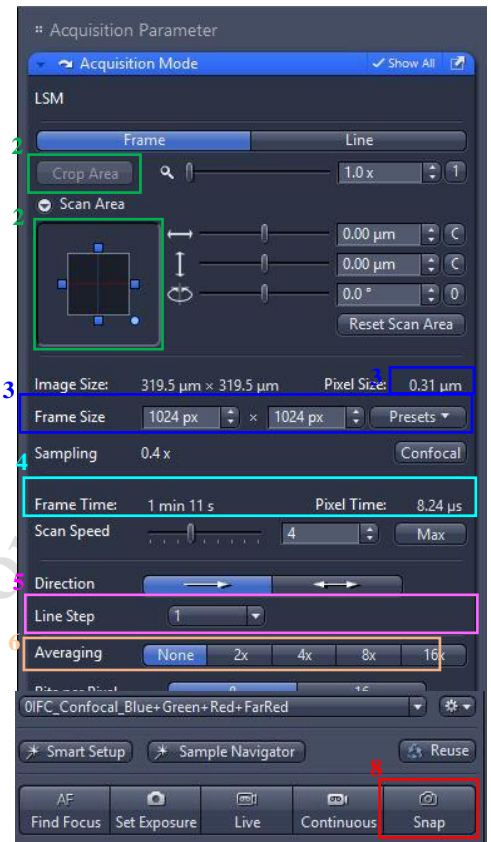 Acquisition Parameter
Acquisition Mode Show All
LSM
2 Frame Line
Crop Area 1.0 x 1
Scan Area
2 0.00 µm C
0.00 µm C
0.0 ° 0
Reset Scan Area
3
Image Size: 319.5 µm × 319.5 µm Pixel Size: 0.31 µm
3 Frame Size 1024 px × 1024 px Presets
Sampling 0.4 x Confocal
4
Frame Time: 1 min 11 s Pixel Time: 8.24 µs
Scan Speed 4 Max
5 Direction
Line Step 1
6 Averaging None 2x 4x 8x 16x
Bits per Pixel 8 16
0IFC_Confocal_Blue+Green+Red+FarRed
Smart Setup Sample Navigator Reuse
8
AF
Find Focus Set Exposure Live Continuous Snap